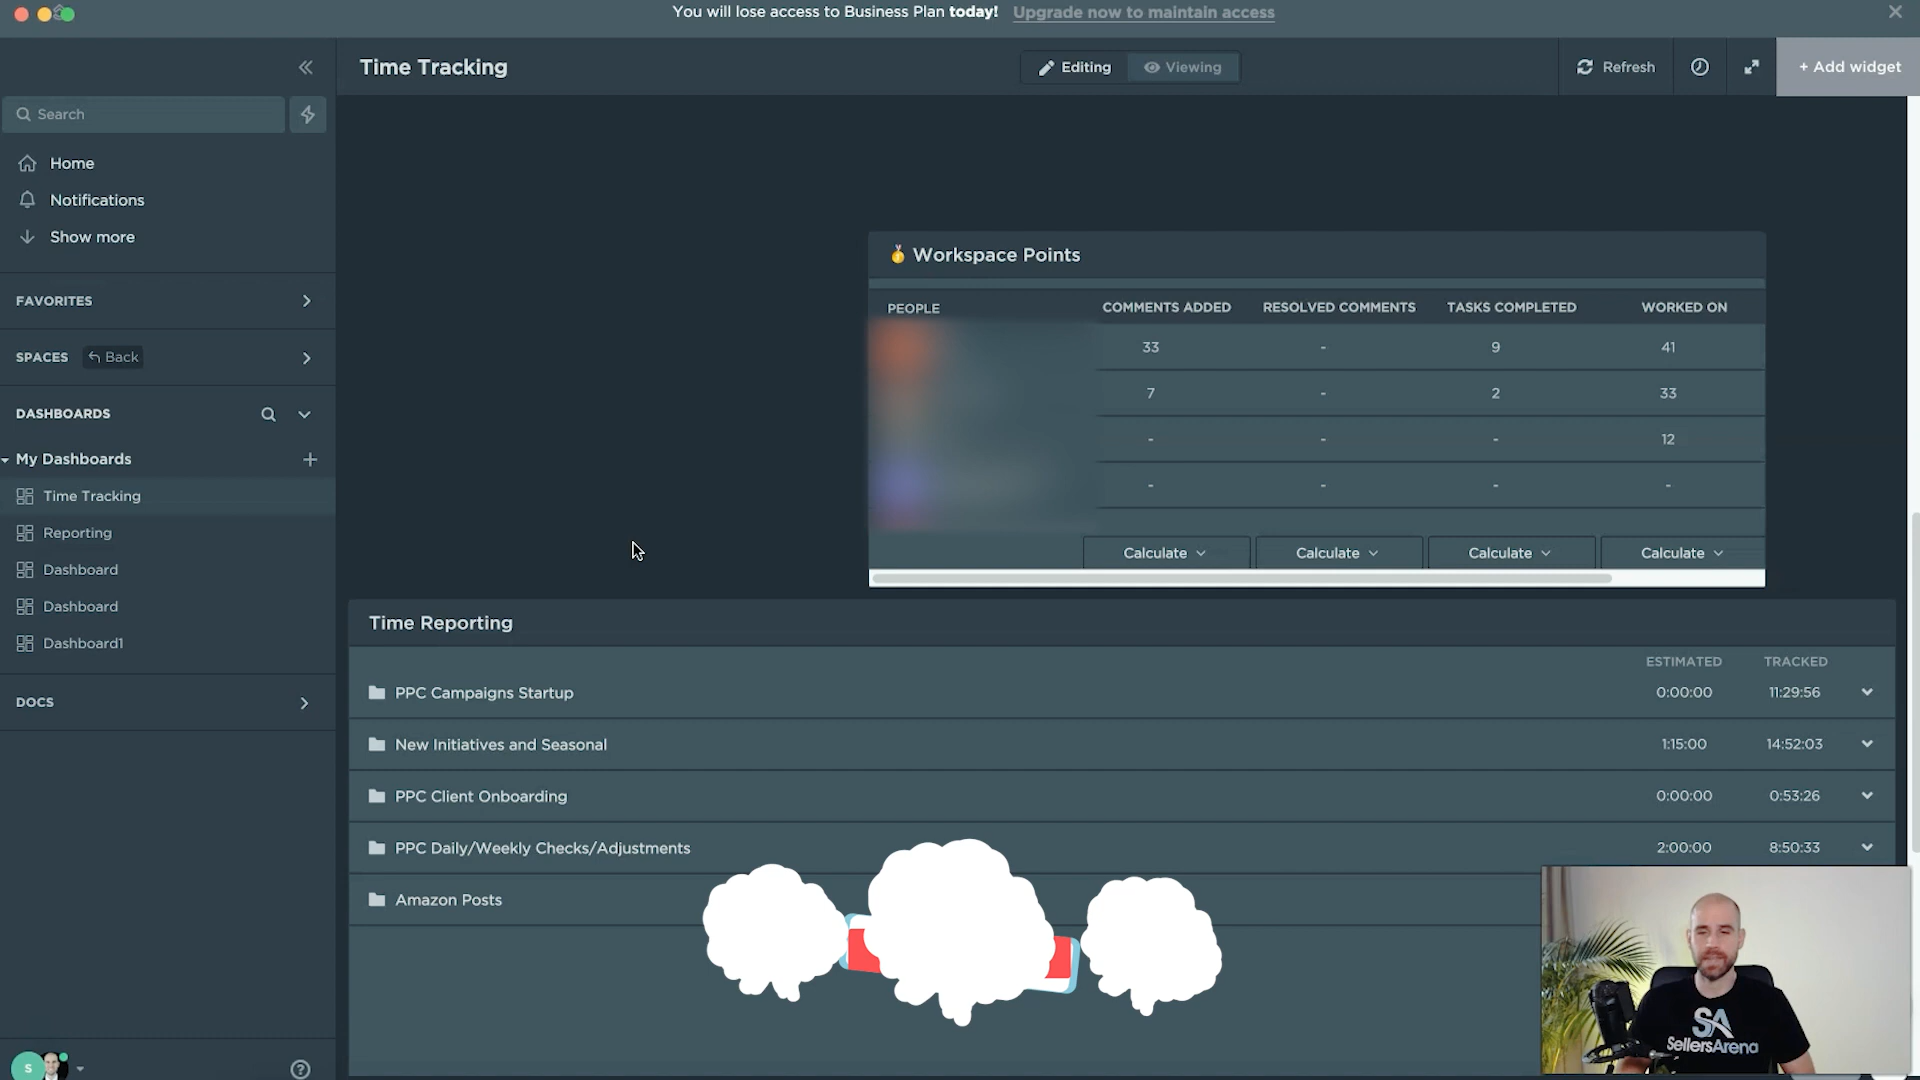 You will lose access to Business Plan today! Upgrade now to maintain access
Time Tracking
Editing
Viewing
Refresh
+ Add widget
Search
Home
Notifications
Show more
FAVORITES
SPACES
Back
DASHBOARDS
My Dashboards
Time Tracking
Reporting
Dashboard
Dashboard
Dashboard1
DOCS
S
Workspace Points
PEOPLE COMMENTS ADDED RESOLVED COMMENTS TASKS COMPLETED WORKED ON
33 - 9 41
7 - 2 33
- - - 12
- - - -
Calculate Calculate Calculate Calculate
Time Reporting
ESTIMATED TRACKED
PPC Campaigns Startup 0:00:00 11:29:56
New Initiatives and Seasonal 1:15:00 14:52:03
PPC Client Onboarding 0:00:00 0:53:26
PPC Daily/Weekly Checks/Adjustments 2:00:00 8:50:33
Amazon Posts
SA
SellersArena